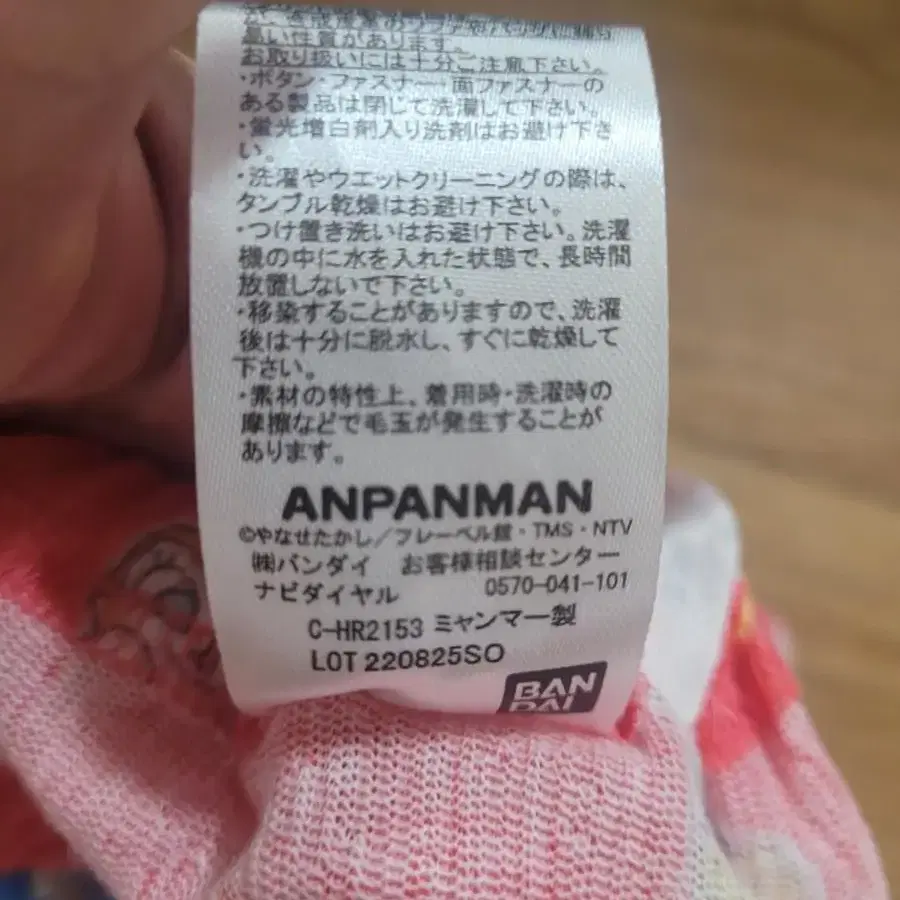 黒い性質があります。
お取り扱いには十分ご注意下さい。
・ボタン・ファスナー・面ファスナーの
ある製品は閉じて洗濯して下さい。
・蛍光増白剤入り洗剤はお避け下さ
い。
・洗濯やウエットクリーニングの際は、
タンブル乾燥はお避け下さい。
・つけ置き洗いはお避け下さい。洗濯
機の中に水を入れた状態で、長時間
放置しないで下さい。
・移染することがありますので、洗濯
後は十分に脱水し、すぐに乾燥して
下さい。
・素材の特性上、着用時・洗濯時の
摩擦などで毛玉が発生することが
あります。
ANPANMAN
©やなせたかし/フレーベル館・TMS・NTV
㈱バンダイ お客様相談センター
ナビダイヤル 0570-041-101
C-HR2153 ミャンマー製
LOT 220825SO
BAN
DAI